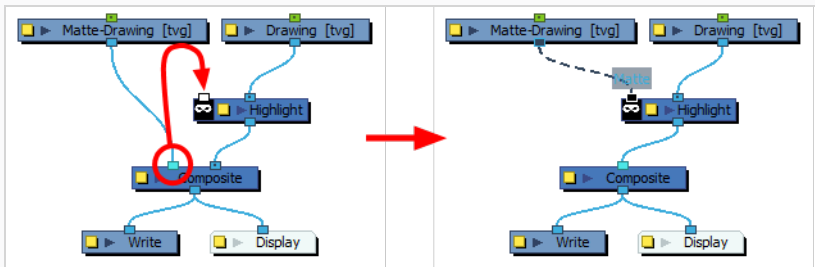 Matte-Drawing [tvg]
Drawing [tvg]
Highlight
Composite
Write
Display
Matte-Drawing [tvg]
Drawing [tvg]
Matte
Highlight
Composite
Write
Display